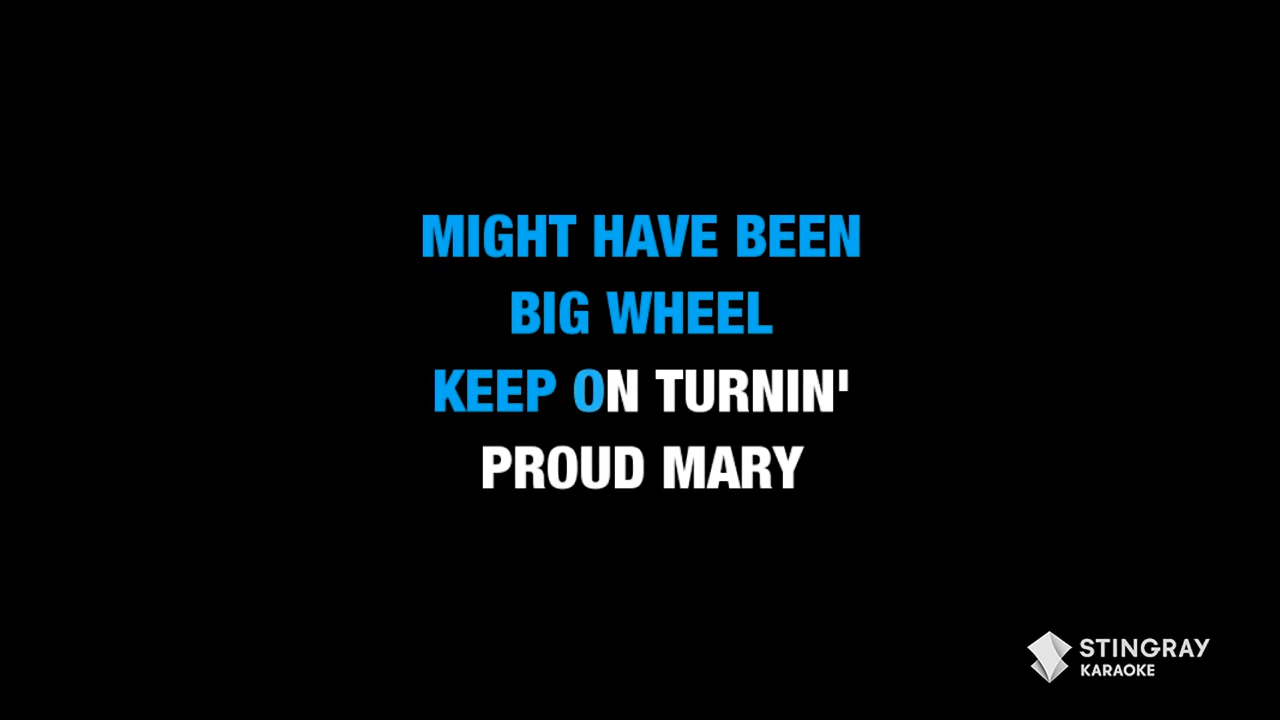 MIGHT HAVE BEEN
BIG WHEEL
KEEP ON TURNIN'
PROUD MARY
STINGRAY
KARAOKE